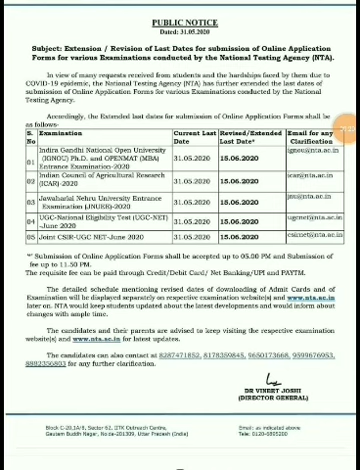 PUBLIC NOTICE
Dated: 31.05.2020
Subject: Extension / Revision of Last Dates for submission of Online Application
Forms for various Examinations conducted by the National Testing Agency (NTA).
In view of many requests received from students and the hardships faced by them due to
COVID-19 epidemic, the National Testing Agency (NTA) has further extended the last dates
of submission of Online Application Forms for various Examinations conducted by the National
Testing Agency.
Accordingly, the Extended last dates for submission of Online Application Forms shall be
as follows-
S. No Examination Current Last Date Revised/Extended Last Date* Email for any Clarification
01 Indira Gandhi National Open University (IGNOU) Ph.D. and OPENMAT (MBA) Entrance Examination-2020 31.05.2020 15.06.2020 ignou@nta.ac.in
02 Indian Council of Agricultural Research (ICAR)-2020 31.05.2020 15.06.2020 icar@nta.ac.in
03 Jawaharlal Nehru University Entrance Examination (JNUEE)-2020 31.05.2020 15.06.2020 jnu@nta.ac.in
04 UGC-National Eligibility Test (UGC-NET) -June 2020 31.05.2020 15.06.2020 ugcnet@nta.ac.in
05 Joint CSIR-UGC NET-June 2020 31.05.2020 15.06.2020 csirnet@nta.ac.in
"*" Submission of Online Application Forms shall be accepted up to 05.00 PM and Submission of
fee up to 11.50 PM.
The requisite fee can be paid through Credit/Debit Card/ Net Banking/UPI and PAYTM.
The detailed schedule mentioning revised dates of downloading of Admit Cards and of
Examination will be displayed separately on respective examination website(s) and www.nta.ac.in
later on. NTA would keep students updated about the latest developments and would inform about
changes with ample time.
The candidates and their parents are advised to keep visiting the respective examination
website(s) and www.nta.ac.in for latest updates.
The candidates can also contact at 8287471852, 8178359845, 9650173668, 9599676953,
8882356803 for any further clarification.
DR VINEET JOSHI
(DIRECTOR GENERAL)
Block C-20,1A/8, Sector 62, IITK Outreach Centre,
Gautam Buddh Nagar, Noida-201309, Uttar Pradesh (India)
Email: as indicated above
Tele: 0120-6895200